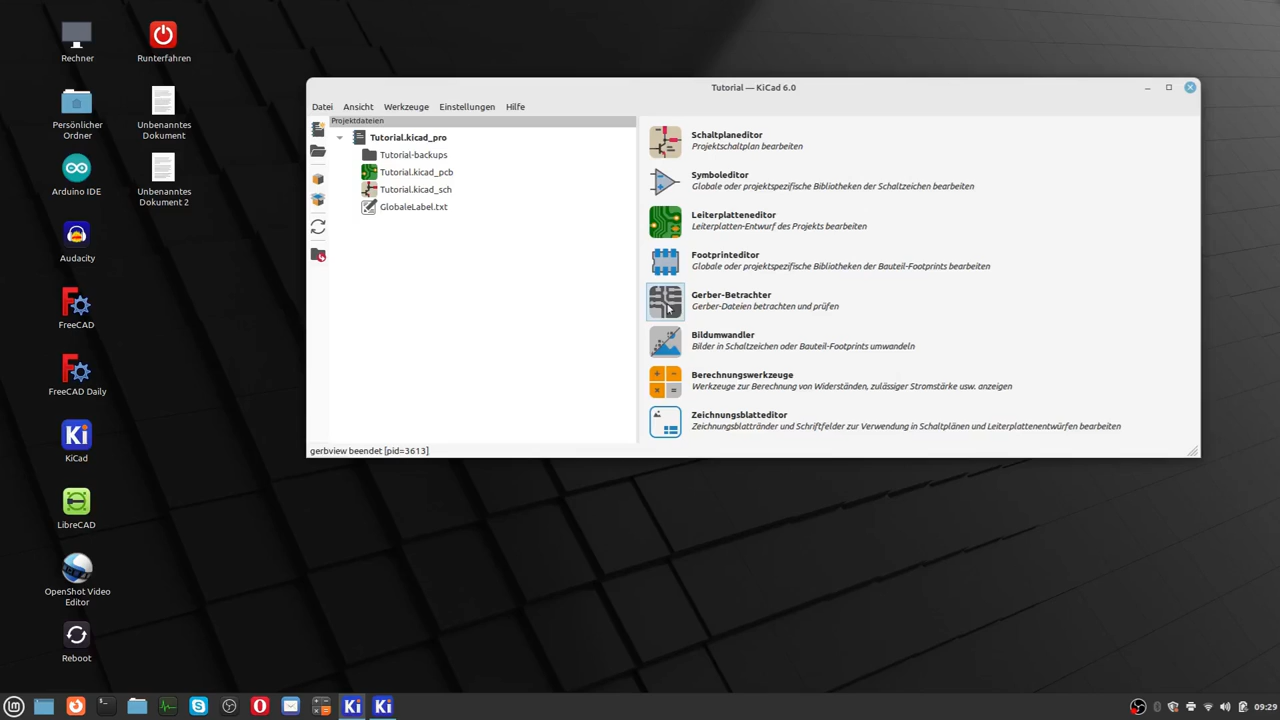 Rechner
Runterfahren
Persönlicher Ordner
Unbenanntes Dokument
Arduino IDE
Unbenanntes Dokument 2
Audacity
FreeCAD
FreeCAD Daily
Ki
KiCad
LibreCAD
OpenShot Video Editor
Reboot
Tutorial — KiCad 6.0
Datei Ansicht Werkzeuge Einstellungen Hilfe
Projektdateien
Tutorial.kicad_pro
Tutorial-backups
Tutorial.kicad_pcb
Tutorial.kicad_sch
GlobaleLabel.txt
Schaltplaneditor
Projektschaltplan bearbeiten
Symboleditor
Globale oder projektspezifische Bibliotheken der Schaltzeichen bearbeiten
Leiterplatteneditor
Leiterplatten-Entwurf des Projekts bearbeiten
Footprinteditor
Globale oder projektspezifische Bibliotheken der Bauteil-Footprints bearbeiten
Gerber-Betrachter
Gerber-Dateien betrachten und prüfen
Bildumwandler
Bilder in Schaltzeichen oder Bauteil-Footprints umwandeln
Berechnungswerkzeuge
Werkzeuge zur Berechnung von Widerständen, zulässiger Stromstärke usw. anzeigen
Zeichnungsblatteditor
Zeichnungsblattränder und Schriftfelder zur Verwendung in Schaltplänen und Leiterplattenentwürfen bearbeiten
gerbview beendet [pid=3613]
Ki Ki
09:29